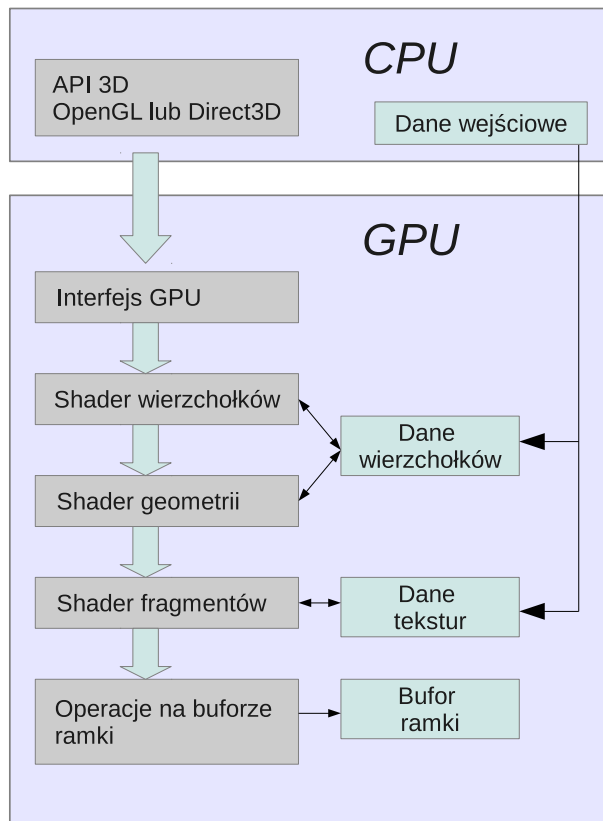 CPU
API 3D
OpenGL lub Direct3D
Dane wejściowe
GPU
Interfejs GPU
Shader wierzchołków
Dane
wierzchołków
Shader geometrii
Shader fragmentów
Dane
tekstur
Operacje na buforze
ramki
Bufor
ramki